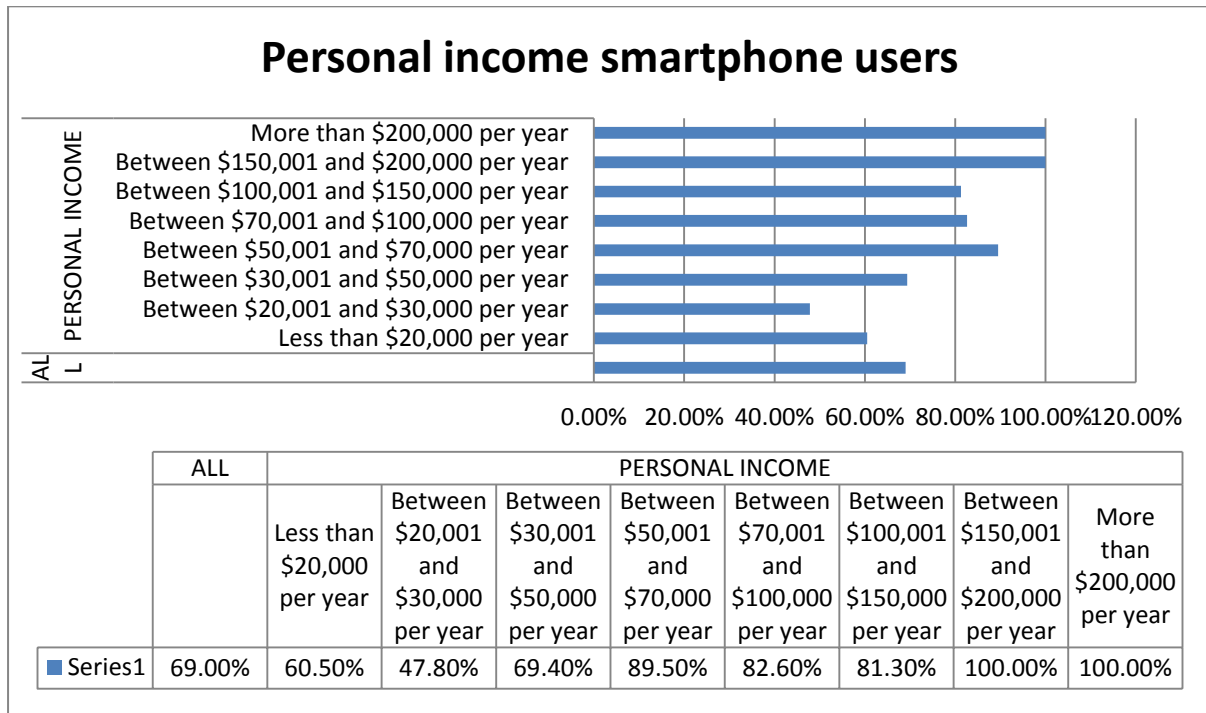 Personal income smartphone users
PERSONAL INCOME
More than $200,000 per year
Between $150,001 and $200,000 per year
Between $100,001 and $150,000 per year
Between $70,001 and $100,000 per year
Between $50,001 and $70,000 per year
Between $30,001 and $50,000 per year
Between $20,001 and $30,000 per year
Less than $20,000 per year
AL
L
0.00% 20.00% 40.00% 60.00% 80.00% 100.00% 120.00%
ALL
PERSONAL INCOME
Less than
$20,000
per year
Between
$20,001
and
$30,000
per year
Between
$30,001
and
$50,000
per year
Between
$50,001
and
$70,000
per year
Between
$70,001
and
$100,000
per year
Between
$100,001
and
$150,000
per year
Between
$150,001
and
$200,000
per year
More
than
$200,000
per year
Series1 69.00% 60.50% 47.80% 69.40% 89.50% 82.60% 81.30% 100.00% 100.00%